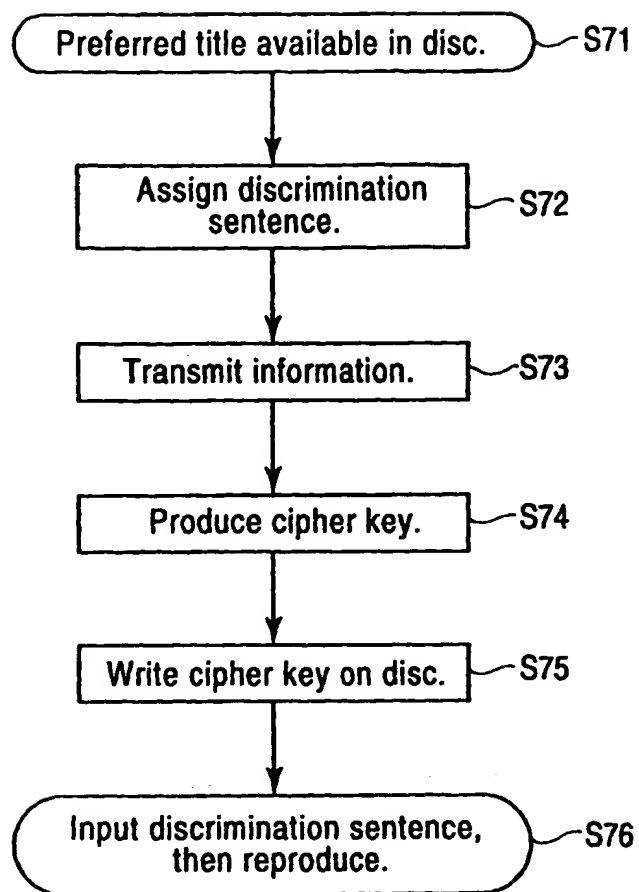 Preferred title available in disc.
S71
Assign discrimination
sentence.
S72
Transmit information.
S73
Produce cipher key.
S74
Write cipher key on disc.
S75
Input discrimination sentence,
then reproduce.
S76